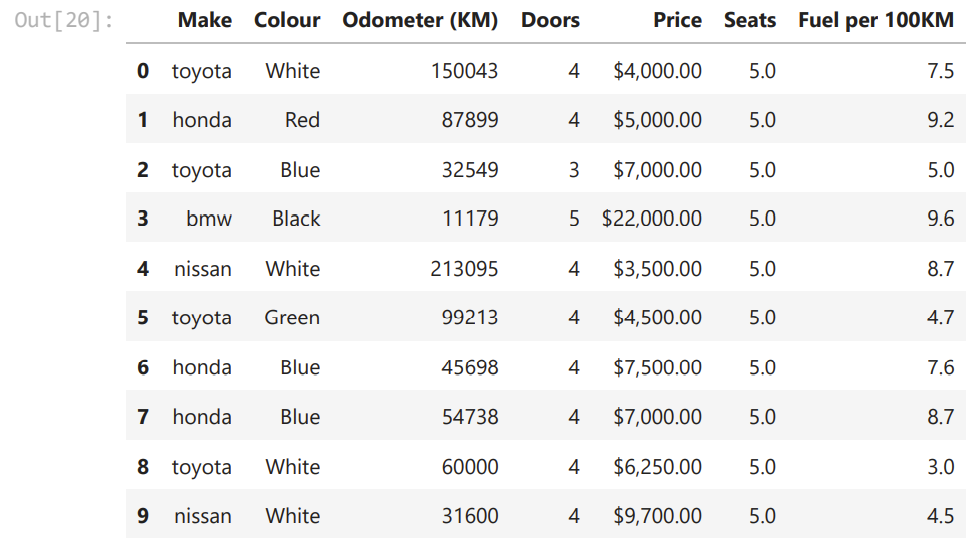 Out[20]: Make Colour Odometer (KM) Doors Price Seats Fuel per 100KM
0 toyota White 150043 4 $4,000.00 5.0 7.5
1 honda Red 87899 4 $5,000.00 5.0 9.2
2 toyota Blue 32549 3 $7,000.00 5.0 5.0
3 bmw Black 11179 5 $22,000.00 5.0 9.6
4 nissan White 213095 4 $3,500.00 5.0 8.7
5 toyota Green 99213 4 $4,500.00 5.0 4.7
6 honda Blue 45698 4 $7,500.00 5.0 7.6
7 honda Blue 54738 4 $7,000.00 5.0 8.7
8 toyota White 60000 4 $6,250.00 5.0 3.0
9 nissan White 31600 4 $9,700.00 5.0 4.5